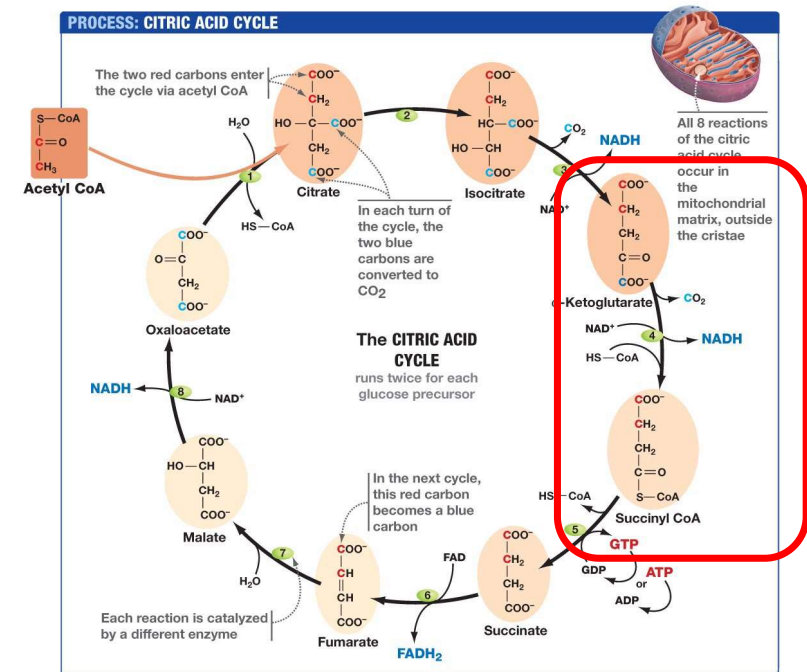 PROCESS: CITRIC ACID CYCLE
The two red carbons enter
the cycle via acetyl CoA
S—CoA
C=O
CH3
Acetyl CoA
H2O
1
HS—CoA
COO−
CH2
HO—C—COO−
CH2
COO−
Citrate
2
In each turn of
the cycle, the
two blue
carbons are
converted to
CO2
COO−
CH2
HC—COO−
HO—CH
COO−
Isocitrate
CO2
NADH
3
NAD+
All 8 reactions
of the citric
acid cycle
occur in
the
mitochondrial
matrix, outside
the cristae
COO−
CH2
CH2
C=O
COO−
α-Ketoglutarate
CO2
NAD+
4
NADH
HS—CoA
COO−
CH2
CH2
C=O
S—CoA
Succinyl CoA
HS—CoA
5
GTP
GDP
or
ATP
ADP
COO−
CH2
CH2
COO−
Succinate
FAD
6
FADH2
In the next cycle,
this red carbon
becomes a blue
carbon
COO−
CH
CH
COO−
Fumarate
7
H2O
Each reaction is catalyzed
by a different enzyme
COO−
HO—CH
CH2
COO−
Malate
NADH
8
NAD+
COO−
O=C
CH2
COO−
Oxaloacetate
The CITRIC ACID
CYCLE
runs twice for each
glucose precursor